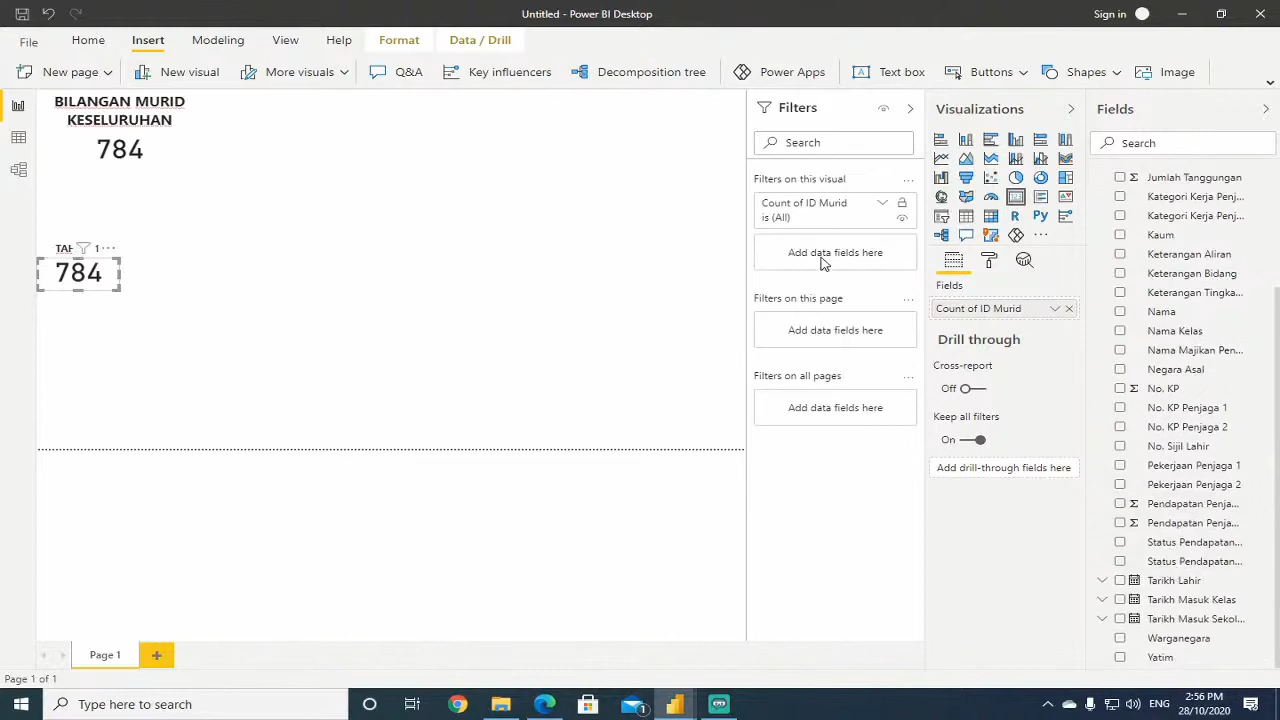 Untitled - Power BI Desktop
Sign in
File
Home
Insert
Modeling
View
Help
Format
Data / Drill
New page
New visual
More visuals
Q&A
Key influencers
Decomposition tree
Power Apps
Text box
Buttons
Shapes
Image
BILANGAN MURID
KESELURUHAN
784
1
784
Filters
Search
Filters on this visual
Count of ID Murid
is (All)
Add data fields here
Filters on this page
Add data fields here
Filters on all pages
Add data fields here
Visualizations
R
Py
Fields
Count of ID Murid
Drill through
Cross-report
Off
Keep all filters
On
Add drill-through fields here
Fields
Search
Jumlah Tanggungan
Kategori Kerja Penj...
Kategori Kerja Penj...
Kaum
Keterangan Aliran
Keterangan Bidang
Keterangan Tingka...
Nama
Nama Kelas
Nama Majikan Pen...
Negara Asal
No. KP
No. KP Penjaga 1
No. KP Penjaga 2
No. Sijil Lahir
Pekerjaan Penjaga 1
Pekerjaan Penjaga 2
Pendapatan Penja...
Pendapatan Penja...
Status Pendapatan...
Status Pendapatan...
Tarikh Lahir
Tarikh Masuk Kelas
Tarikh Masuk Sekol...
Warganegara
Yatim
Page 1
Page 1 of 1
Type here to search
1
ENG
2:56 PM
28/10/2020